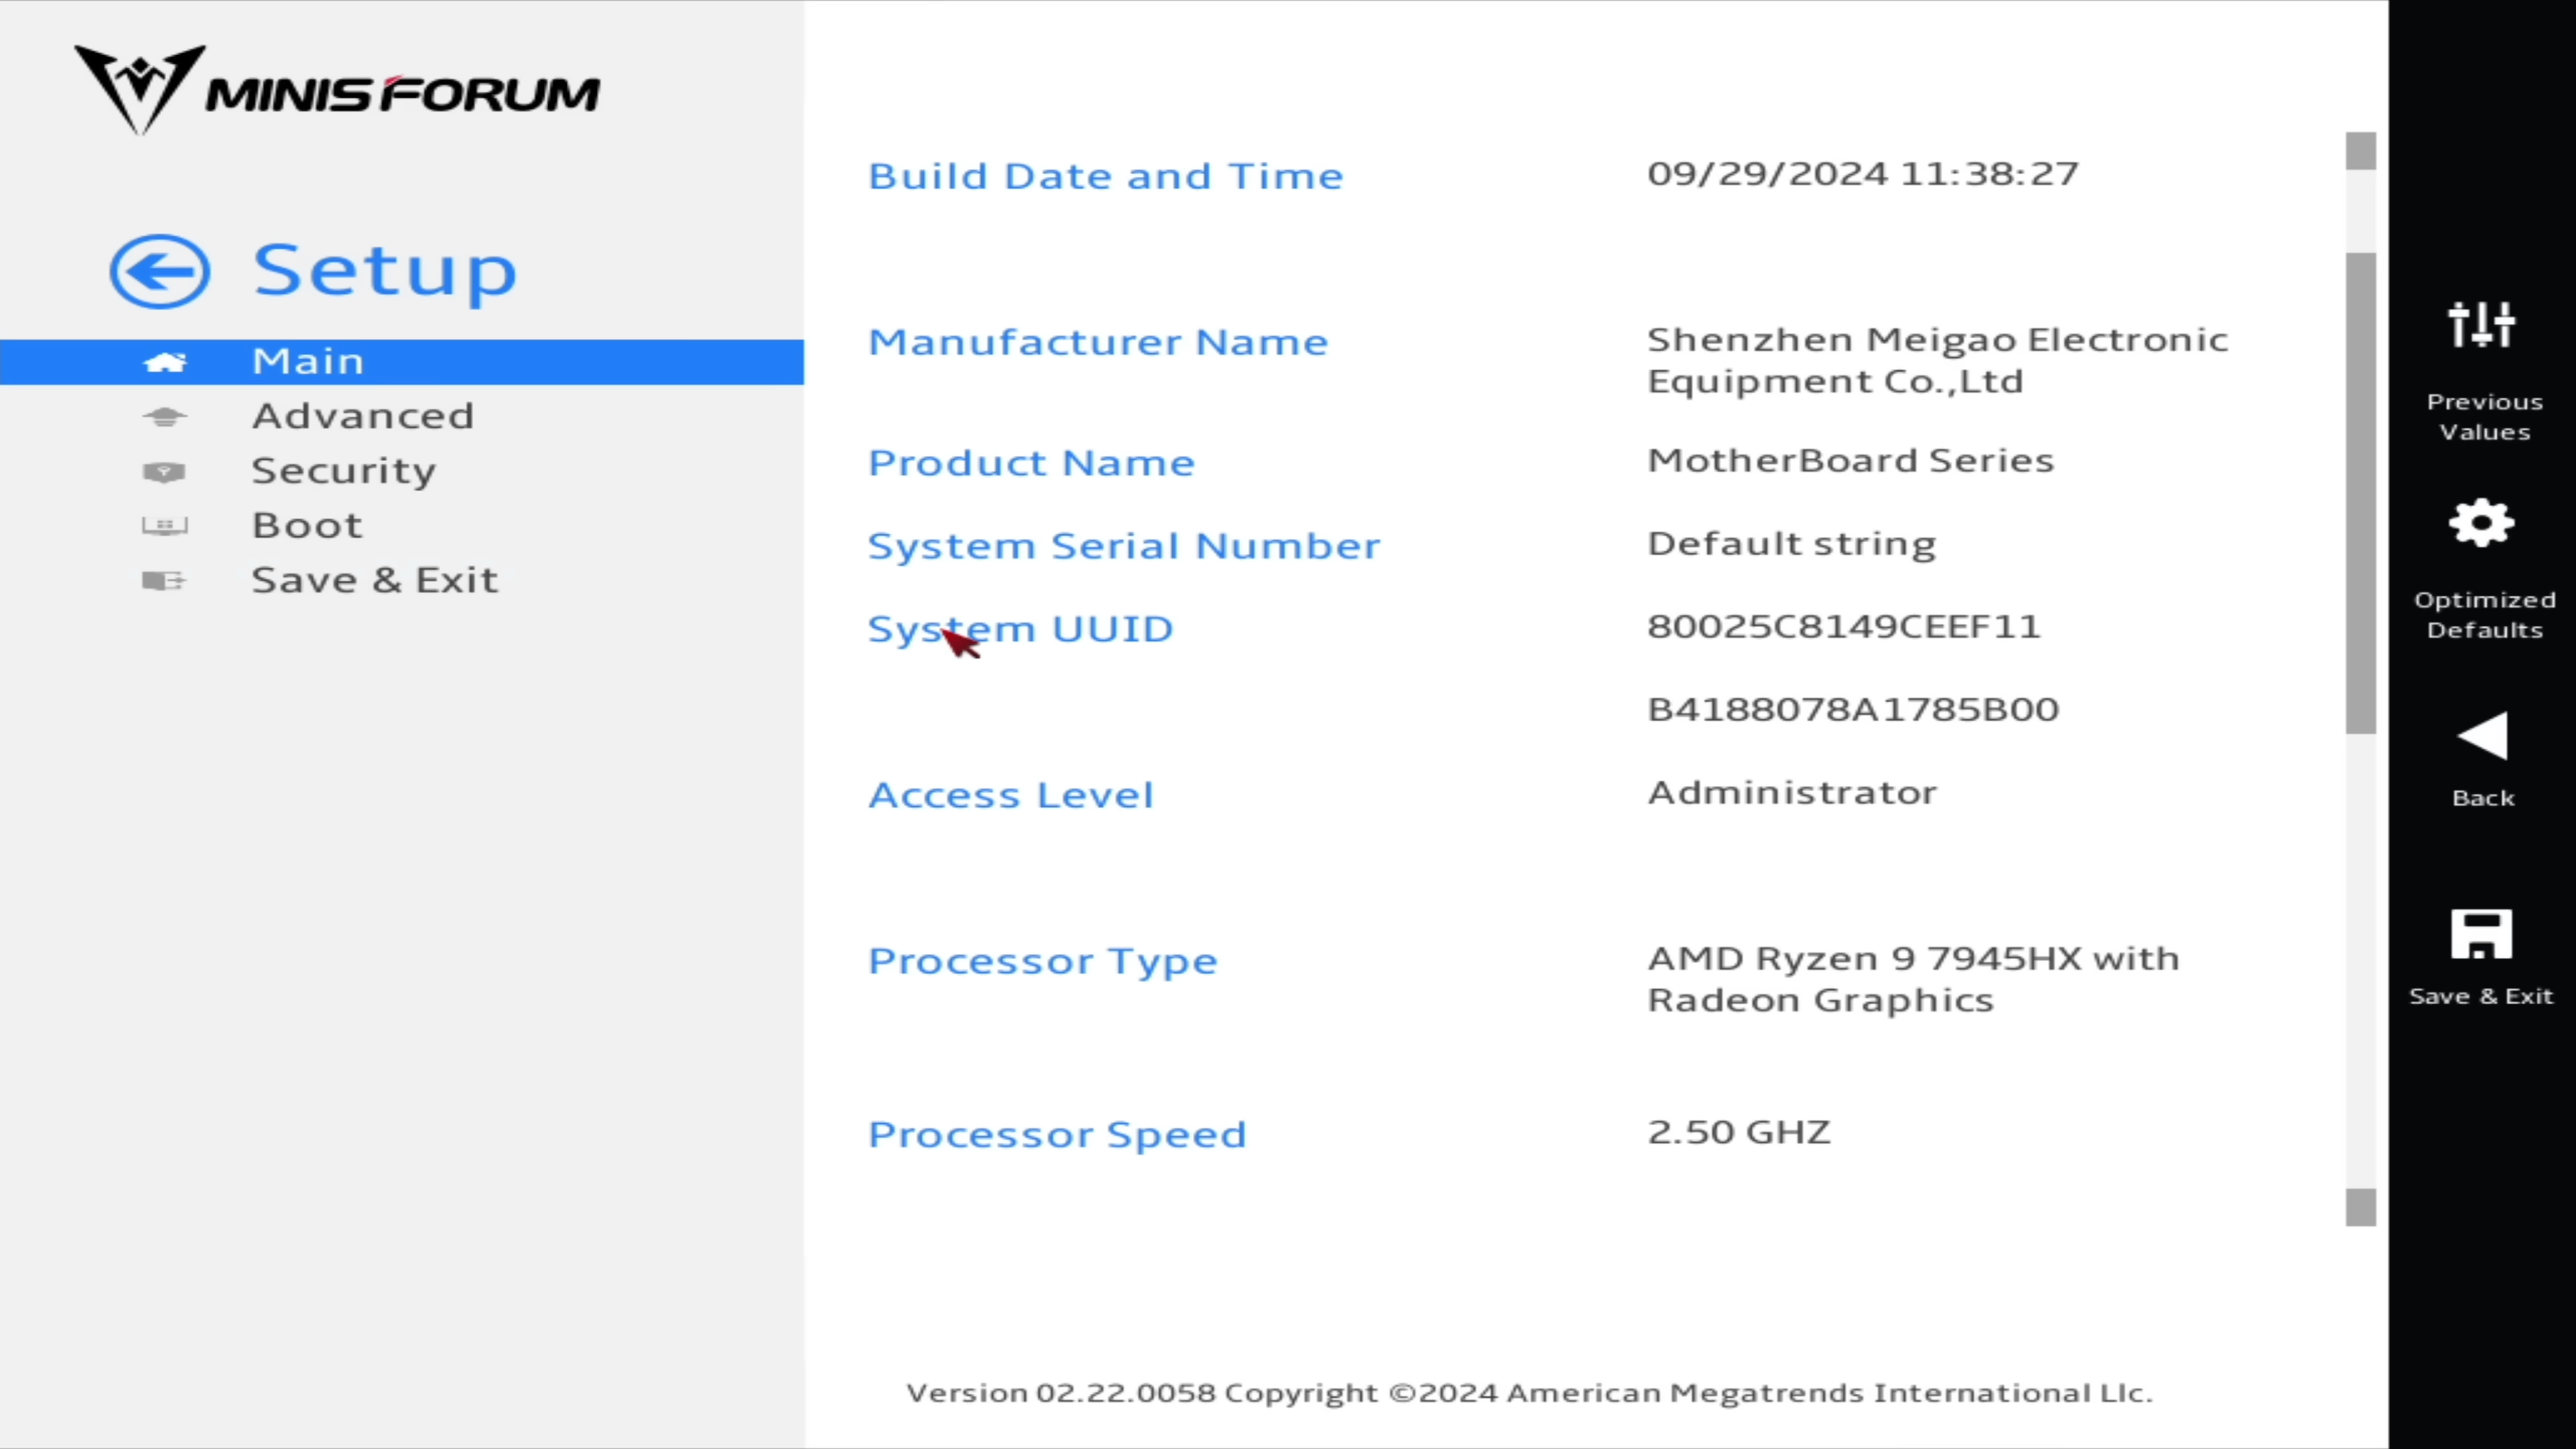 MINISFORUM
Setup
Main
Advanced
Security
Boot
Save & Exit
Build Date and Time
09/29/2024 11:38:27
Manufacturer Name
Shenzhen Meigao Electronic
Equipment Co.,Ltd
Product Name
MotherBoard Series
System Serial Number
Default string
System UUID
80025C8149CEEF11
B4188078A1785B00
Access Level
Administrator
Processor Type
AMD Ryzen 9 7945HX with
Radeon Graphics
Processor Speed
2.50 GHZ
Version 02.22.0058 Copyright ©2024 American Megatrends International Llc.
Previous
Values
Optimized
Defaults
Back
Save & Exit